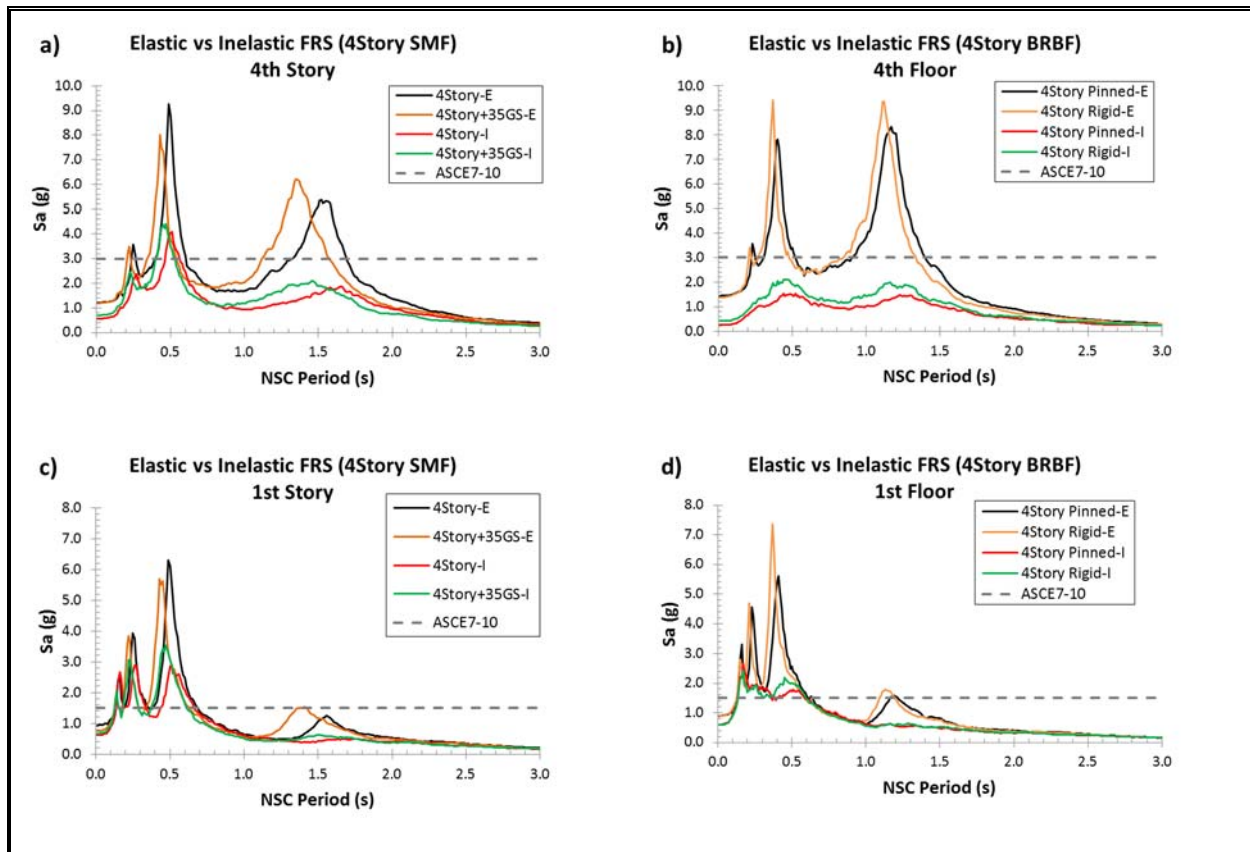 a)
Elastic vs Inelastic FRS (4Story SMF)
4th Story
4Story-E
4Story+35GS-E
4Story-I
4Story+35GS-I
ASCE7-10
Sa (g)
10.0
9.0
8.0
7.0
6.0
5.0
4.0
3.0
2.0
1.0
0.0
0.0 0.5 1.0 1.5 2.0 2.5 3.0
NSC Period (s)
b)
Elastic vs Inelastic FRS (4Story BRBF)
4th Floor
4Story Pinned-E
4Story Rigid-E
4Story Pinned-I
4Story Rigid-I
ASCE7-10
Sa (g)
10.0
9.0
8.0
7.0
6.0
5.0
4.0
3.0
2.0
1.0
0.0
0.0 0.5 1.0 1.5 2.0 2.5 3.0
NSC Period (s)
c)
Elastic vs Inelastic FRS (4Story SMF)
1st Story
4Story-E
4Story+35GS-E
4Story-I
4Story+35GS-I
ASCE7-10
Sa (g)
8.0
7.0
6.0
5.0
4.0
3.0
2.0
1.0
0.0
0.0 0.5 1.0 1.5 2.0 2.5 3.0
NSC Period (s)
d)
Elastic vs Inelastic FRS (4Story BRBF)
1st Floor
4Story Pinned-E
4Story Rigid-E
4Story Pinned-I
4Story Rigid-I
ASCE7-10
Sa (g)
8.0
7.0
6.0
5.0
4.0
3.0
2.0
1.0
0.0
0.0 0.5 1.0 1.5 2.0 2.5 3.0
NSC Period (s)